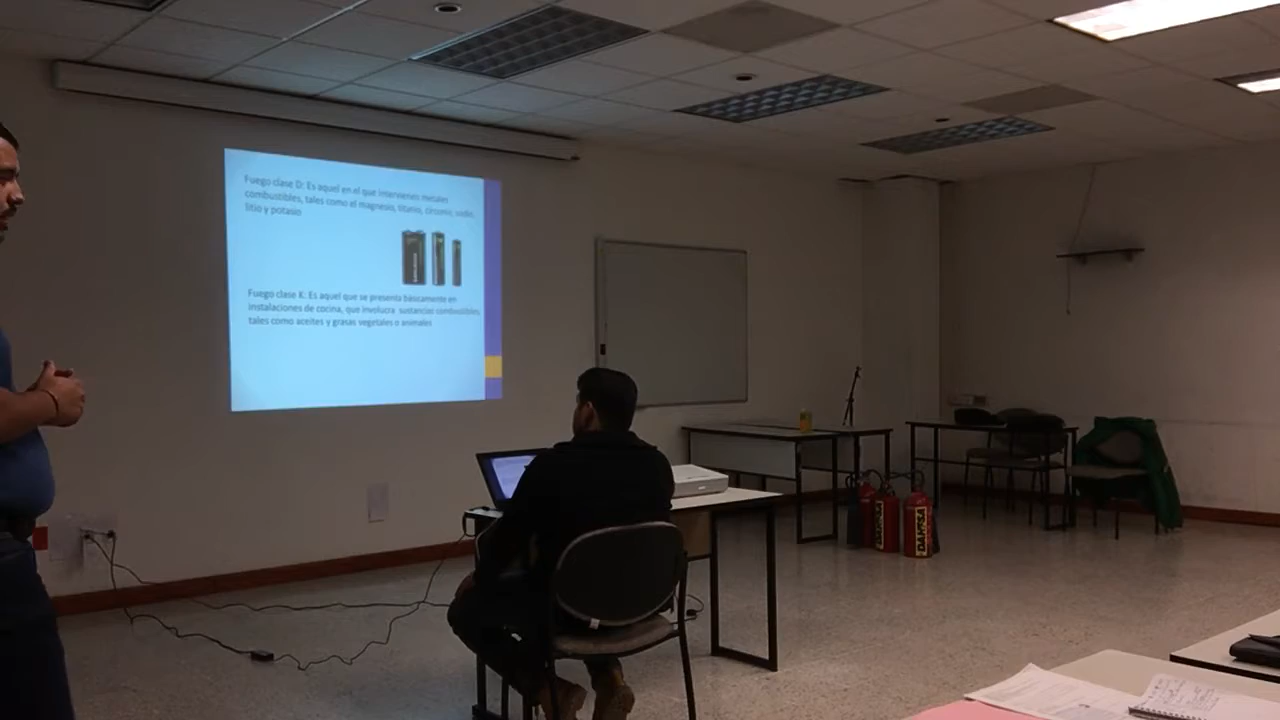 Fuego clase D: Es aquel en el que intervienen metales
combustibles, tales como el magnesio, titanio, circonio, sodio,
litio y potasio
Fuego clase K: Es aquel que se presenta básicamente en
instalaciones de cocina, que involucra sustancias combustibles,
tales como aceites y grasas vegetales o animales
DAMSA